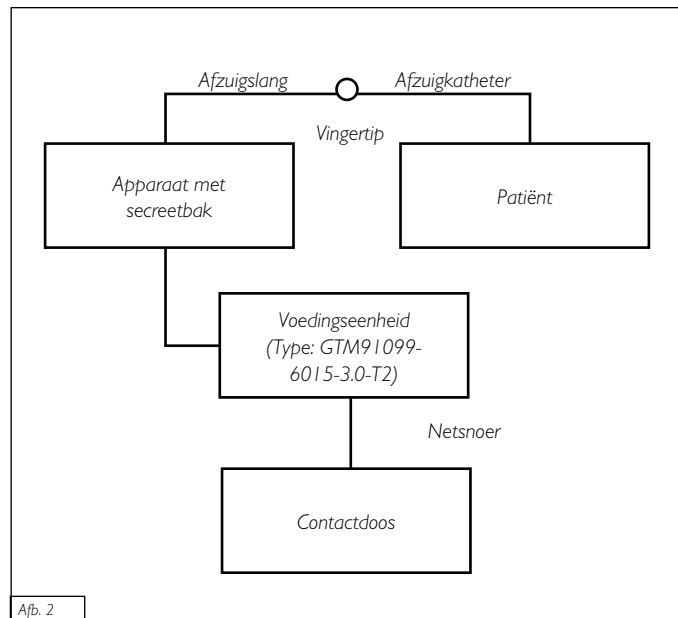 Afzuigslang
Afzuigkatheter
Vingertip
Apparaat met
secreetbak
Patiënt
Voedingseenheid
(Type: GTM91099-
6015-3.0-T2)
Netsnoer
Contactdoos
Afb. 2